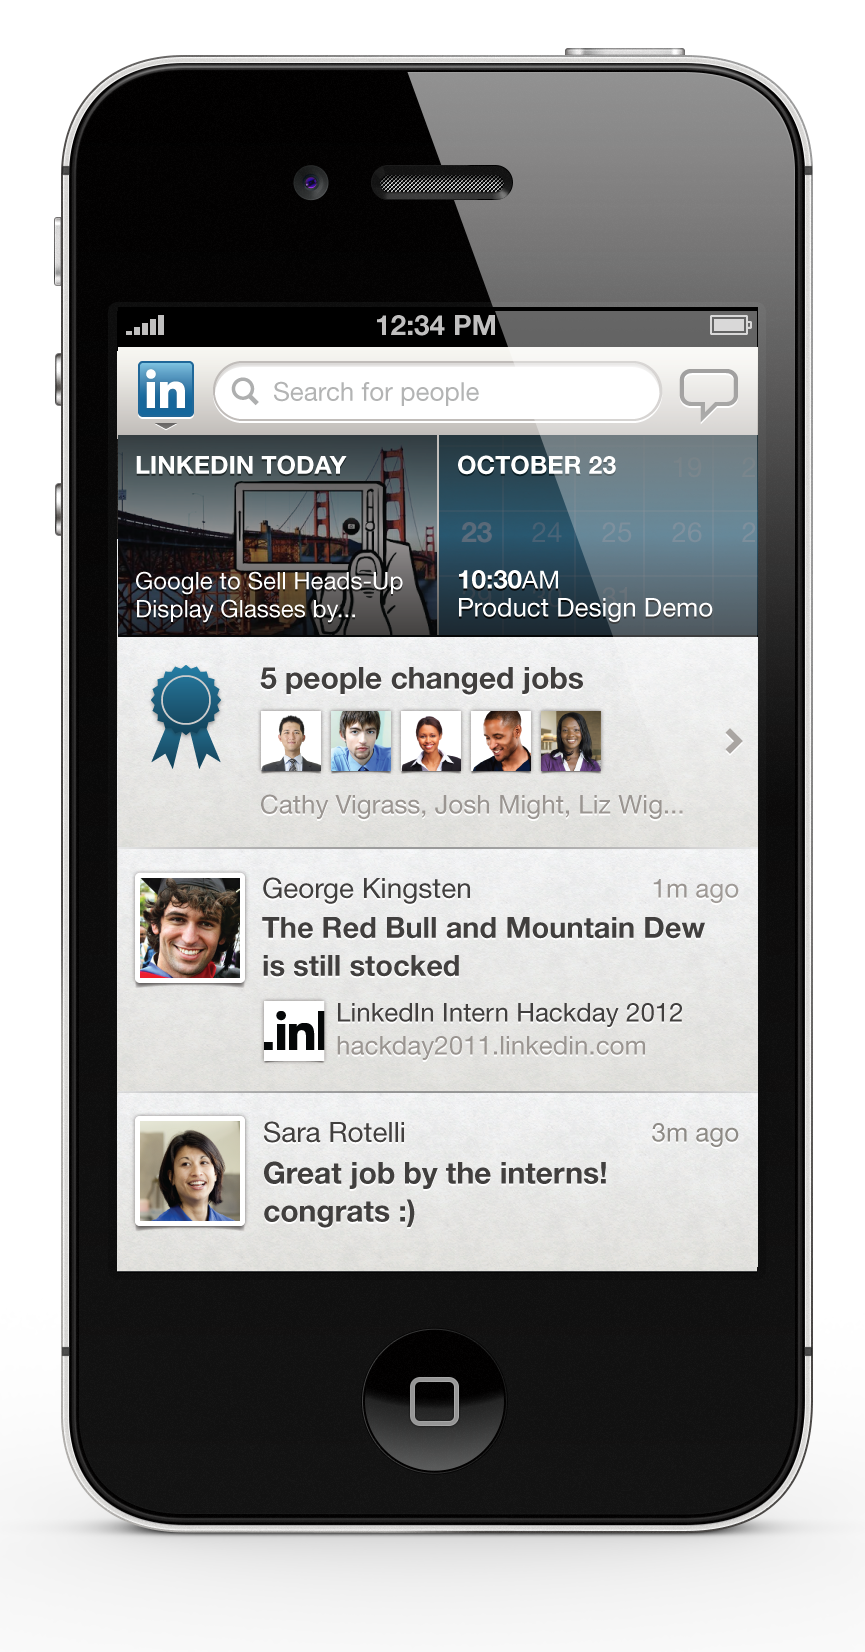 12:34 PM
in
Search for people
LINKEDIN TODAY
Google to Sell Heads-Up
Display Glasses by...
OCTOBER 23
19
23 24 25 26 2
31
10:30AM
Product Design Demo
5 people changed jobs
Cathy Vigrass, Josh Might, Liz Wig...
George Kingsten
1m ago
The Red Bull and Mountain Dew
is still stocked
.in
LinkedIn Intern Hackday 2012
hackday2011.linkedin.com
Sara Rotelli
3m ago
Great job by the interns!
congrats :)